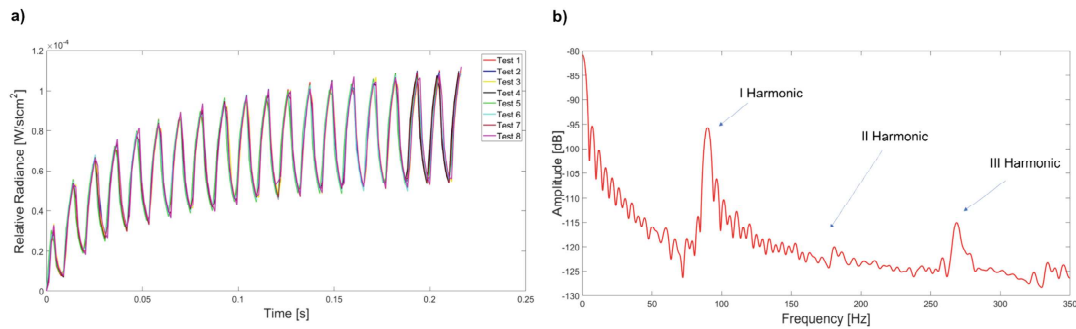 a)
×10⁻⁴
1.2
1
0.8
0.6
0.4
0.2
0
Relative Radiance [W/stcm²]
0
0.05
0.1
0.15
0.2
0.25
Time [s]
Test 1
Test 2
Test 3
Test 4
Test 5
Test 6
Test 7
Test 8
b)
-80
-85
-90
-95
-100
-105
-110
-115
-120
-125
-130
Amplitude [dB]
I Harmonic
II Harmonic
III Harmonic
0
50
100
150
200
250
300
350
Frequency [Hz]